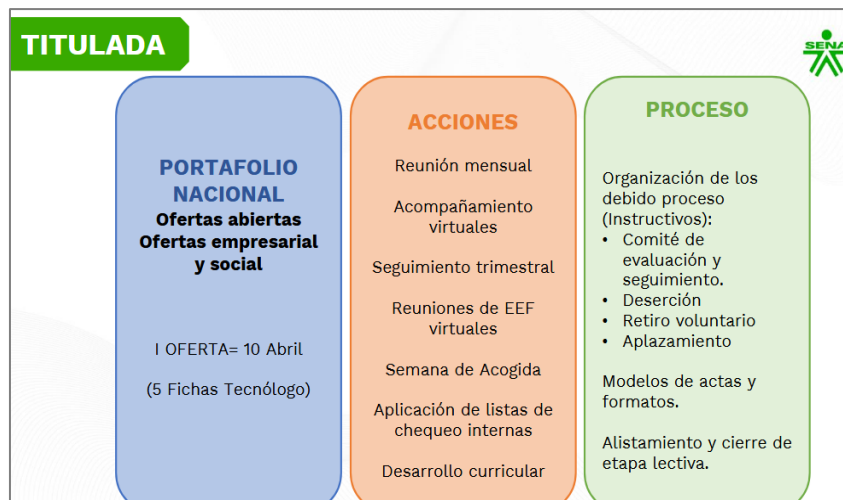 TITULADA
SENA
PORTAFOLIO
NACIONAL
Ofertas abiertas
Ofertas empresarial
y social
I OFERTA= 10 Abril
(5 Fichas Tecnólogo)
ACCIONES
Reunión mensual
Acompañamiento
virtuales
Seguimiento trimestral
Reuniones de EEF
virtuales
Semana de Acogida
Aplicación de listas de
chequeo internas
Desarrollo curricular
PROCESO
Organización de los
debido proceso
(Instructivos):
• Comité de
evaluación y
seguimiento.
• Deserción
• Retiro voluntario
• Aplazamiento
Modelos de actas y
formatos.
Alistamiento y cierre de
etapa lectiva.